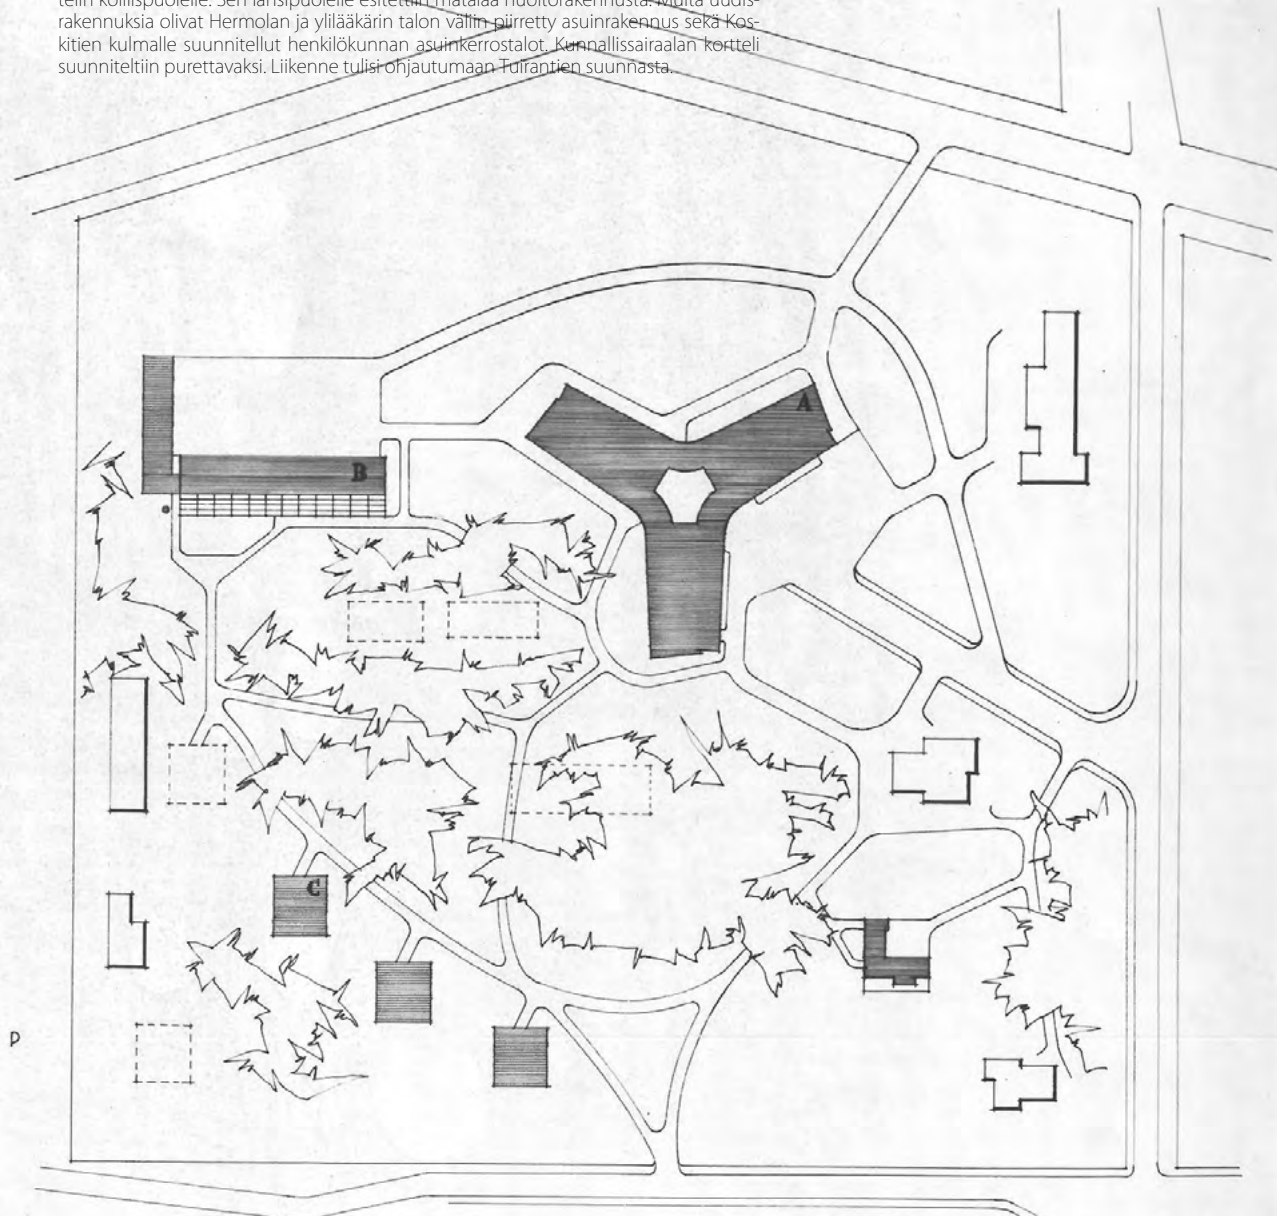 teiin koillispuolelle. Sen länsipuolelle esitettiin matalaa huoltorakennusta. Muita uudis-
rakennuksia olivat Hermolan ja ylilääkärin talon väliin piirretty asuinrakennus sekä Kos-
kitien kulmalle suunnitellut henkilökunnan asuinkerrostalot. Kunnallissairaalan kortteli
suunniteltiin purettavaksi. Liikenne tulisi ohjautumaan Tuirantien suunnasta.
A
B
C
P